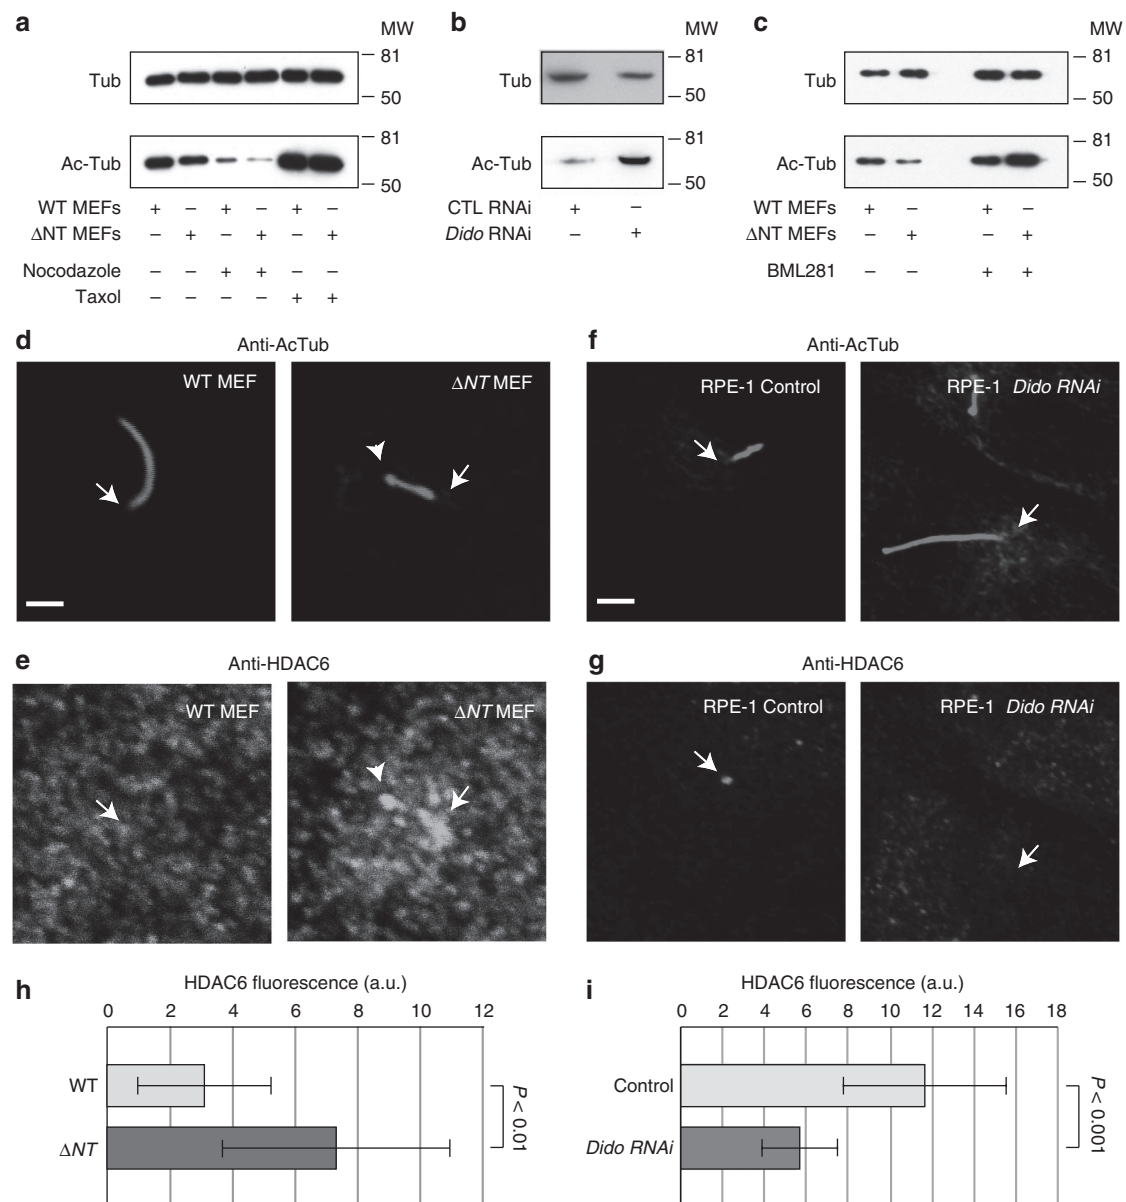 a
MW
Tub
81
50
Ac-Tub
81
50
WT MEFs + – + – + –
ΔNT MEFs – + – + – +
Nocodazole – – + + – –
Taxol – – – – + +
b
MW
Tub
81
50
Ac-Tub
81
50
CTL RNAi + –
Dido RNAi – +
c
MW
Tub
81
50
Ac-Tub
81
50
WT MEFs + – + –
ΔNT MEFs – + – +
BML281 – – + +
d
Anti-AcTub
WT MEF
ΔNT MEF
f
Anti-AcTub
RPE-1 Control
RPE-1 Dido RNAi
e
Anti-HDAC6
WT MEF
ΔNT MEF
g
Anti-HDAC6
RPE-1 Control
RPE-1 Dido RNAi
h
HDAC6 fluorescence (a.u.)
0 2 4 6 8 10 12
WT
ΔNT
P < 0.01
i
HDAC6 fluorescence (a.u.)
0 2 4 6 8 10 12 14 16 18
Control
Dido RNAi
P < 0.001